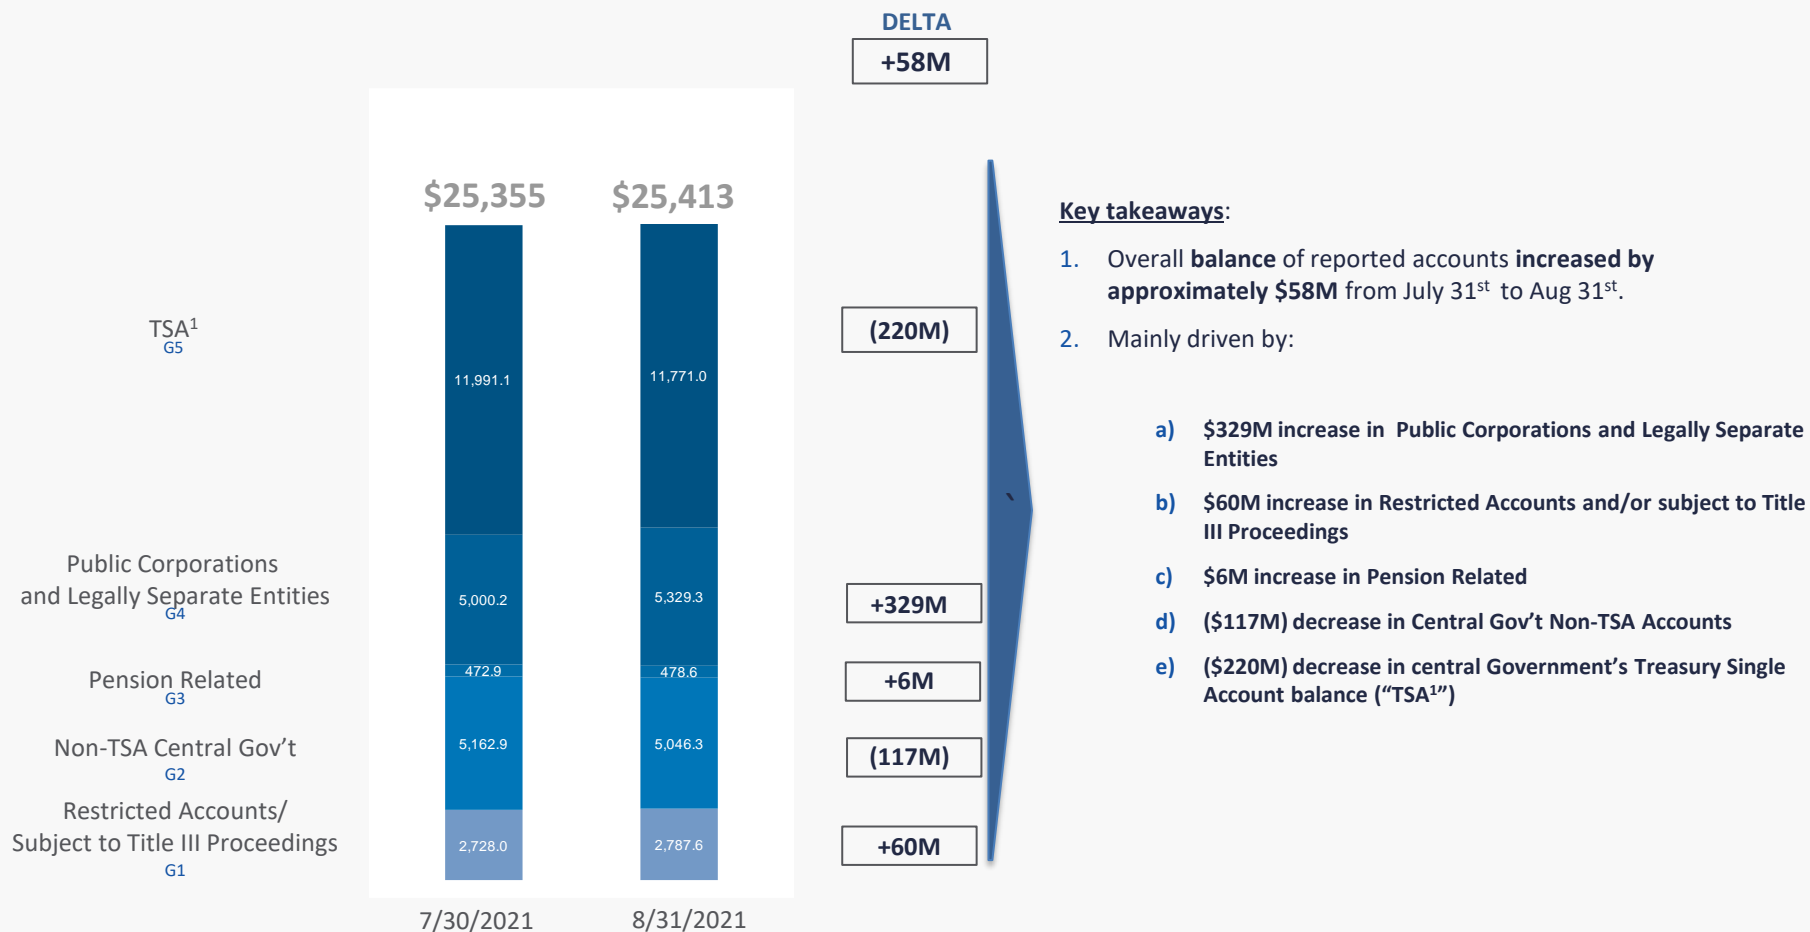 DELTA
+58M
$25,355
$25,413
TSA¹
G5
11,991.1
11,771.0
(220M)
Public Corporations
and Legally Separate Entities
G4
5,000.2
5,329.3
+329M
Pension Related
G3
472.9
478.6
+6M
Non-TSA Central Gov’t
G2
5,162.9
5,046.3
(117M)
Restricted Accounts/
Subject to Title III Proceedings
G1
2,728.0
2,787.6
+60M
7/30/2021
8/31/2021
`
Key takeaways:
1. Overall balance of reported accounts increased by
approximately $58M from July 31st to Aug 31st.
2. Mainly driven by:
a) $329M increase in Public Corporations and Legally Separate
Entities
b) $60M increase in Restricted Accounts and/or subject to Title
III Proceedings
c) $6M increase in Pension Related
d) ($117M) decrease in Central Gov’t Non-TSA Accounts
e) ($220M) decrease in central Government’s Treasury Single
Account balance (“TSA¹”)